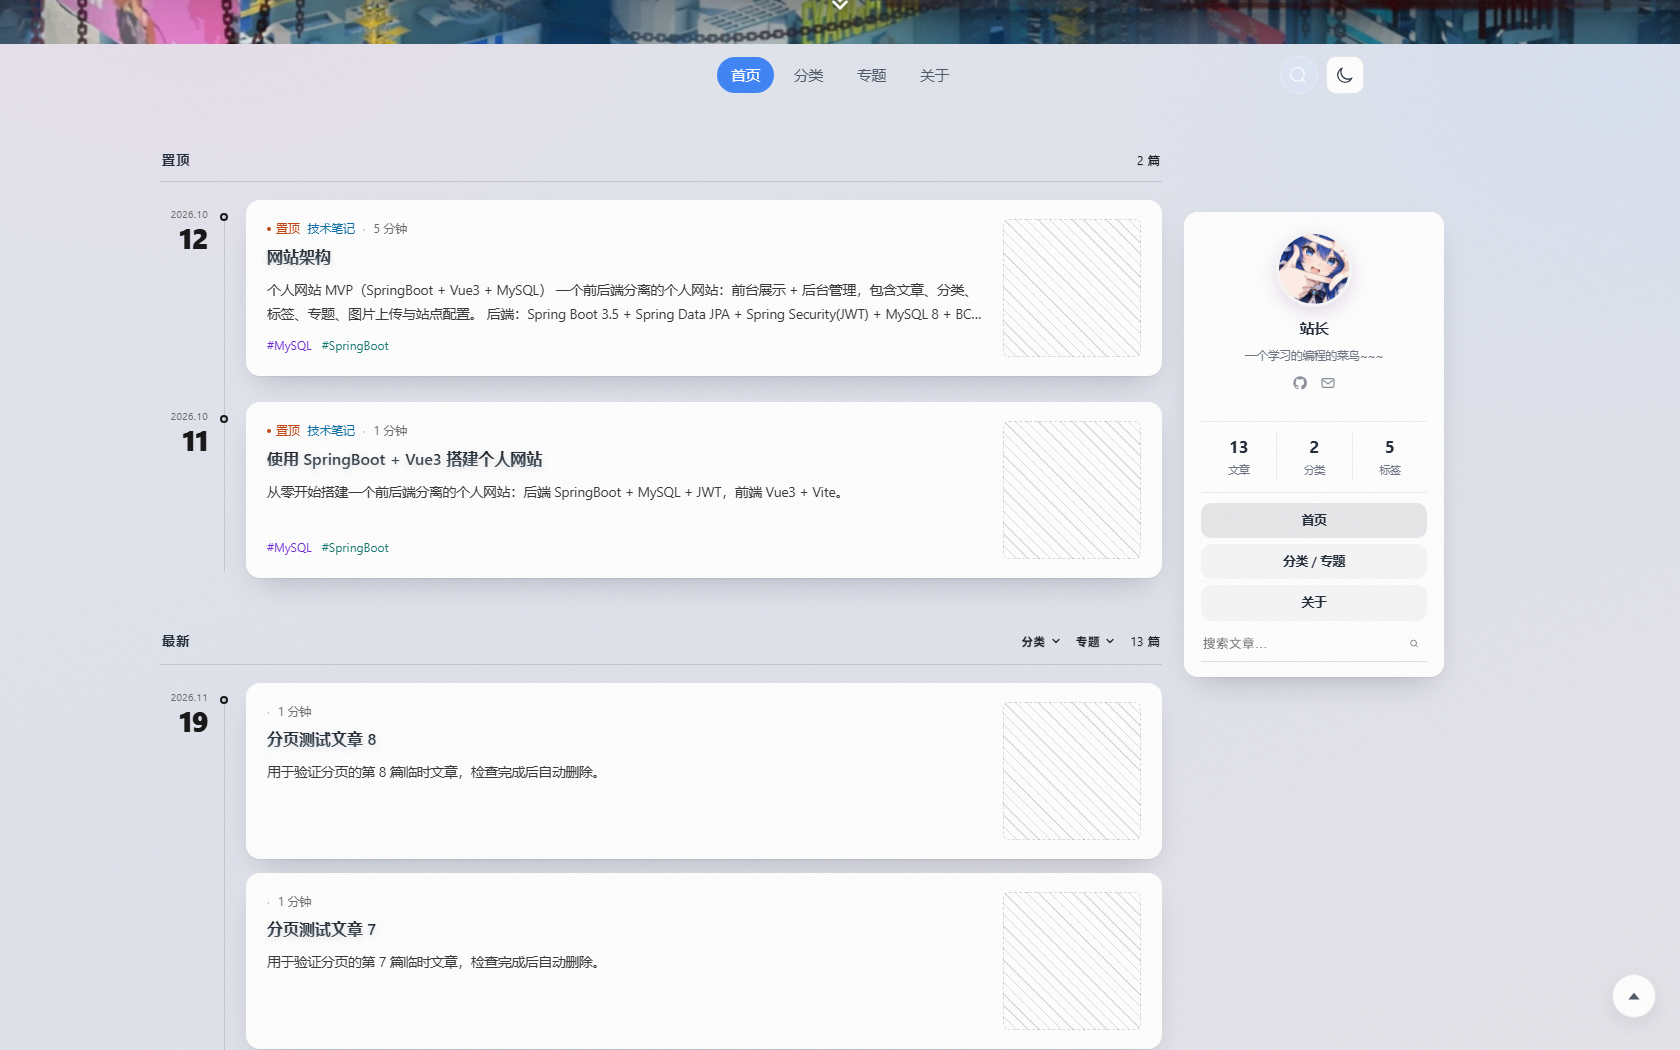 首页 分类 专题 关于
置顶 2 篇
2026.10
12
• 置顶 技术笔记 · 5 分钟
网站架构
个人网站 MVP（SpringBoot + Vue3 + MySQL） 一个前后端分离的个人网站：前台展示 + 后台管理，包含文章、分类、
标签、专题、图片上传与站点配置。 后端：Spring Boot 3.5 + Spring Data JPA + Spring Security(JWT) + MySQL 8 + BC...
#MySQL #SpringBoot
2026.10
11
• 置顶 技术笔记 · 1 分钟
使用 SpringBoot + Vue3 搭建个人网站
从零开始搭建一个前后端分离的个人网站：后端 SpringBoot + MySQL + JWT，前端 Vue3 + Vite。
#MySQL #SpringBoot
最新 分类 专题 13 篇
2026.11
19
· 1 分钟
分页测试文章 8
用于验证分页的第 8 篇临时文章，检查完成后自动删除。
· 1 分钟
分页测试文章 7
用于验证分页的第 7 篇临时文章，检查完成后自动删除。
站长
一个学习的编程的菜鸟~~~
13 2 5
文章 分类 标签
首页
分类 / 专题
关于
搜索文章...